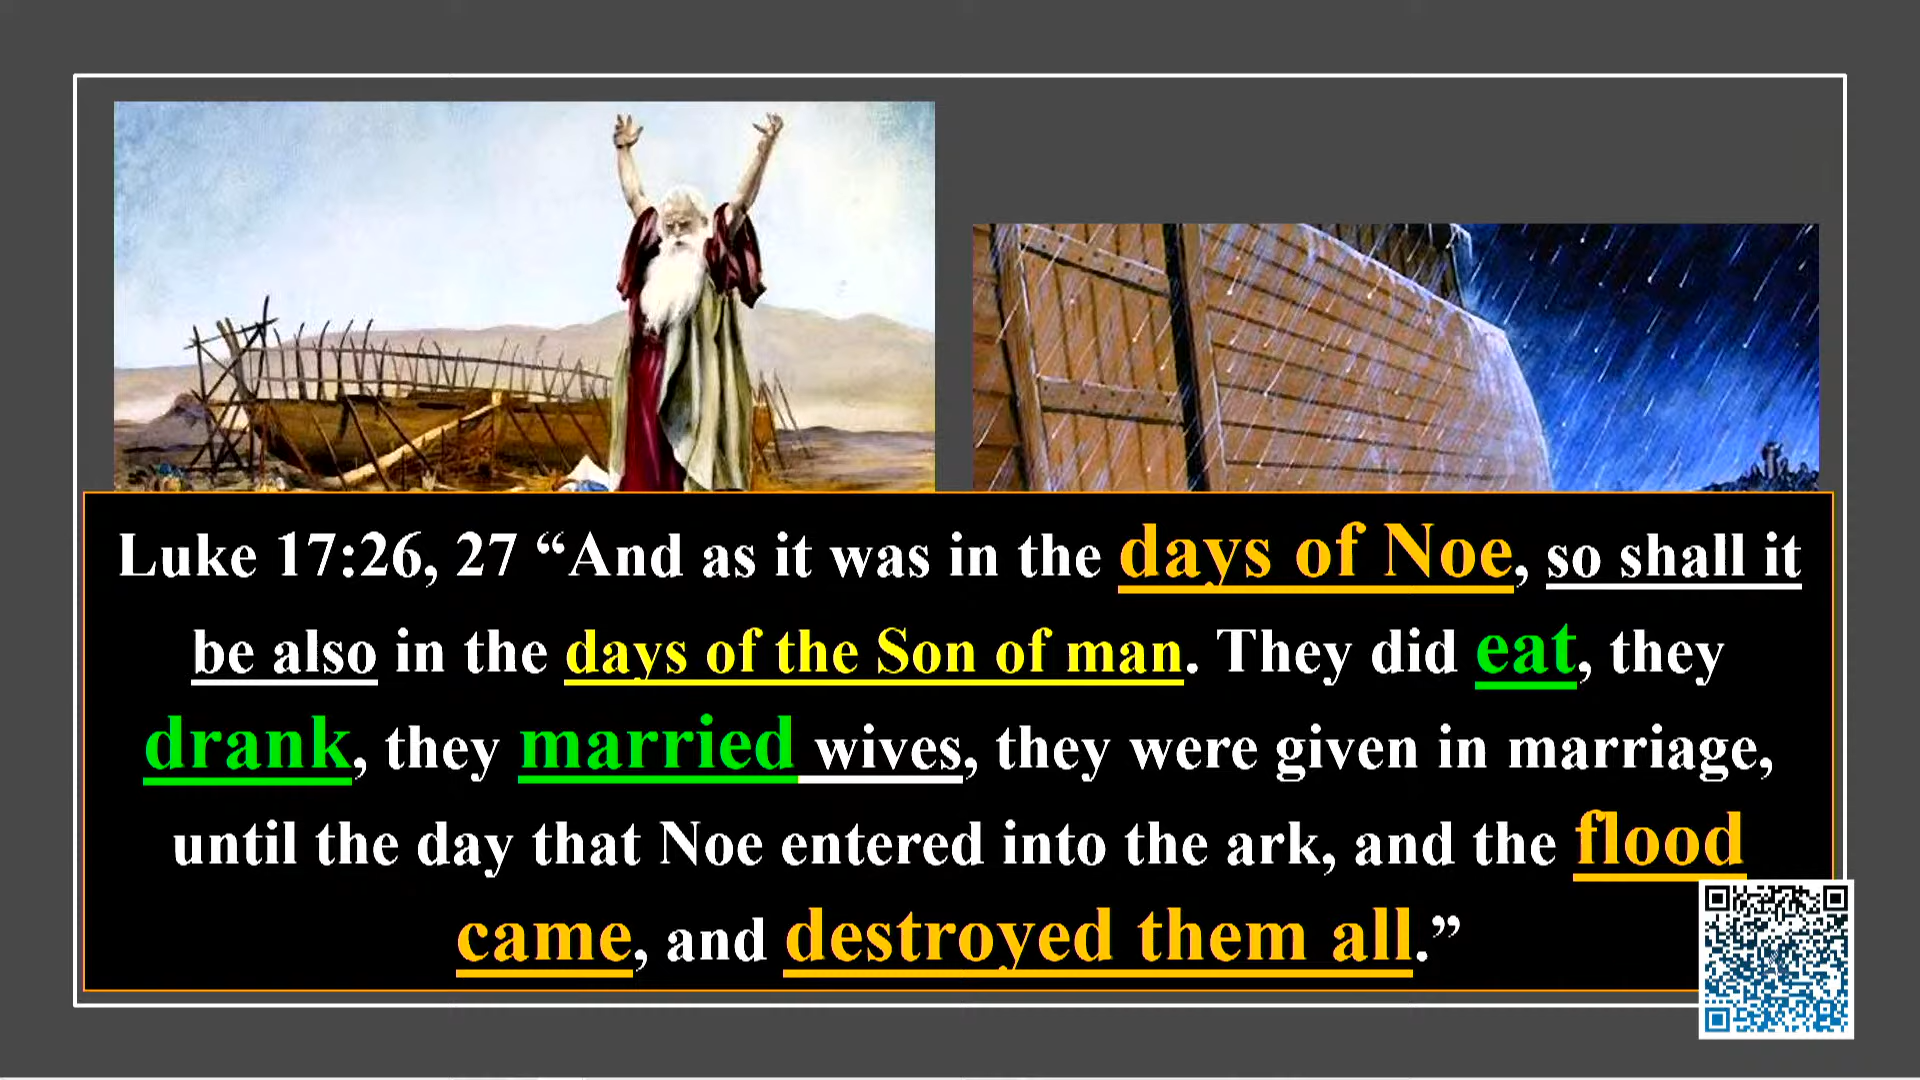 Luke 17:26, 27 “And as it was in the days of Noe, so shall it
be also in the days of the Son of man. They did eat, they
drank, they married wives, they were given in marriage,
until the day that Noe entered into the ark, and the flood
came, and destroyed them all.”